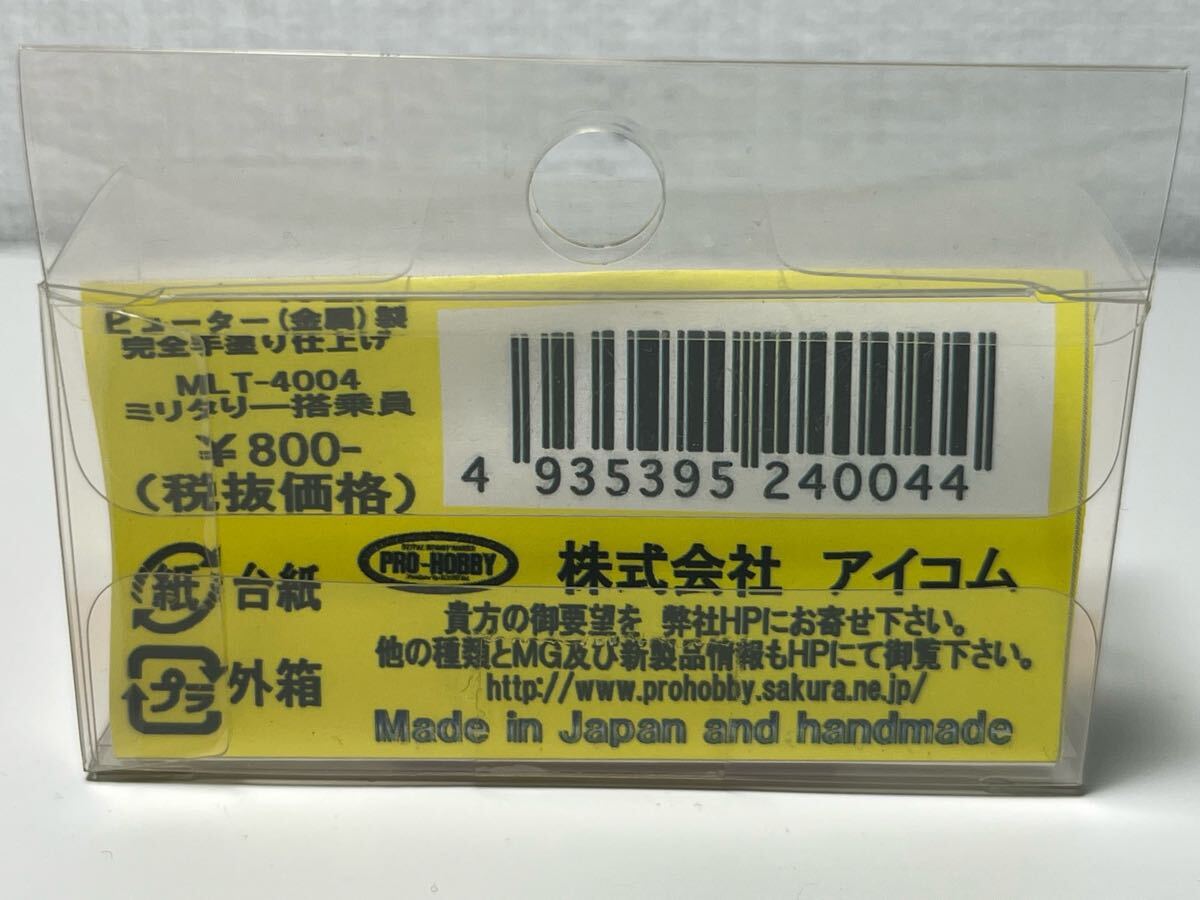 ピューター(金属)製
完全手塗り仕上げ
MLT-4004
ミリタリー搭乗員
￥800-
(税抜価格)
4 935395 240044
紙 台紙
PRO-HOBBY
株式会社 アイコム
貴方の御要望を 弊社HPにお寄せ下さい。
他の種類とMG及び新製品情報もHPにて御覧下さい。
プラ 外箱
http://www.prohobby.sakura.ne.jp/
Made in Japan and handmade